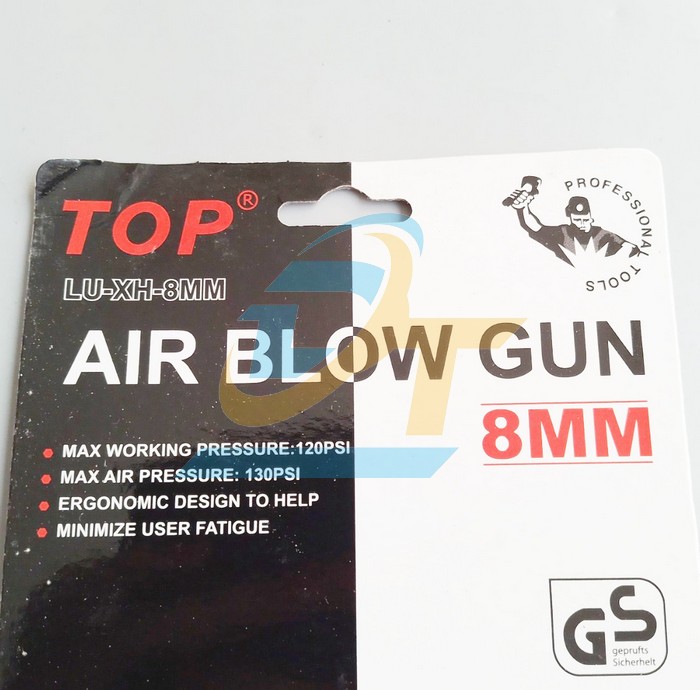 TOP®
LU-XH-8MM
PROFESSIONAL TOOLS
AIR BLOW GUN
8MM
MAX WORKING PRESSURE:120PSI
MAX AIR PRESSURE: 130PSI
ERGONOMIC DESIGN TO HELP
MINIMIZE USER FATIGUE
GS
geprufts
Sicherheit